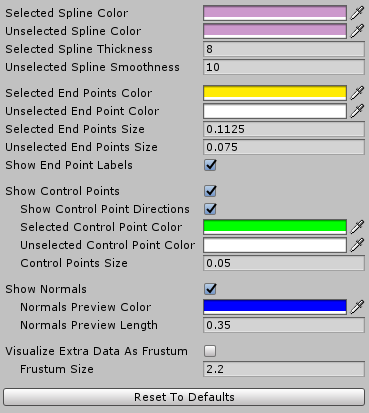 Selected Spline Color
Unselected Spline Color
Selected Spline Thickness 8
Unselected Spline Smoothness 10
Selected End Points Color
Unselected End Point Color
Selected End Points Size 0.1125
Unselected End Points Size 0.075
Show End Point Labels
Show Control Points
Show Control Point Directions
Selected Control Point Color
Unselected Control Point Color
Control Points Size 0.05
Show Normals
Normals Preview Color
Normals Preview Length 0.35
Visualize Extra Data As Frustum
Frustum Size 2.2
Reset To Defaults